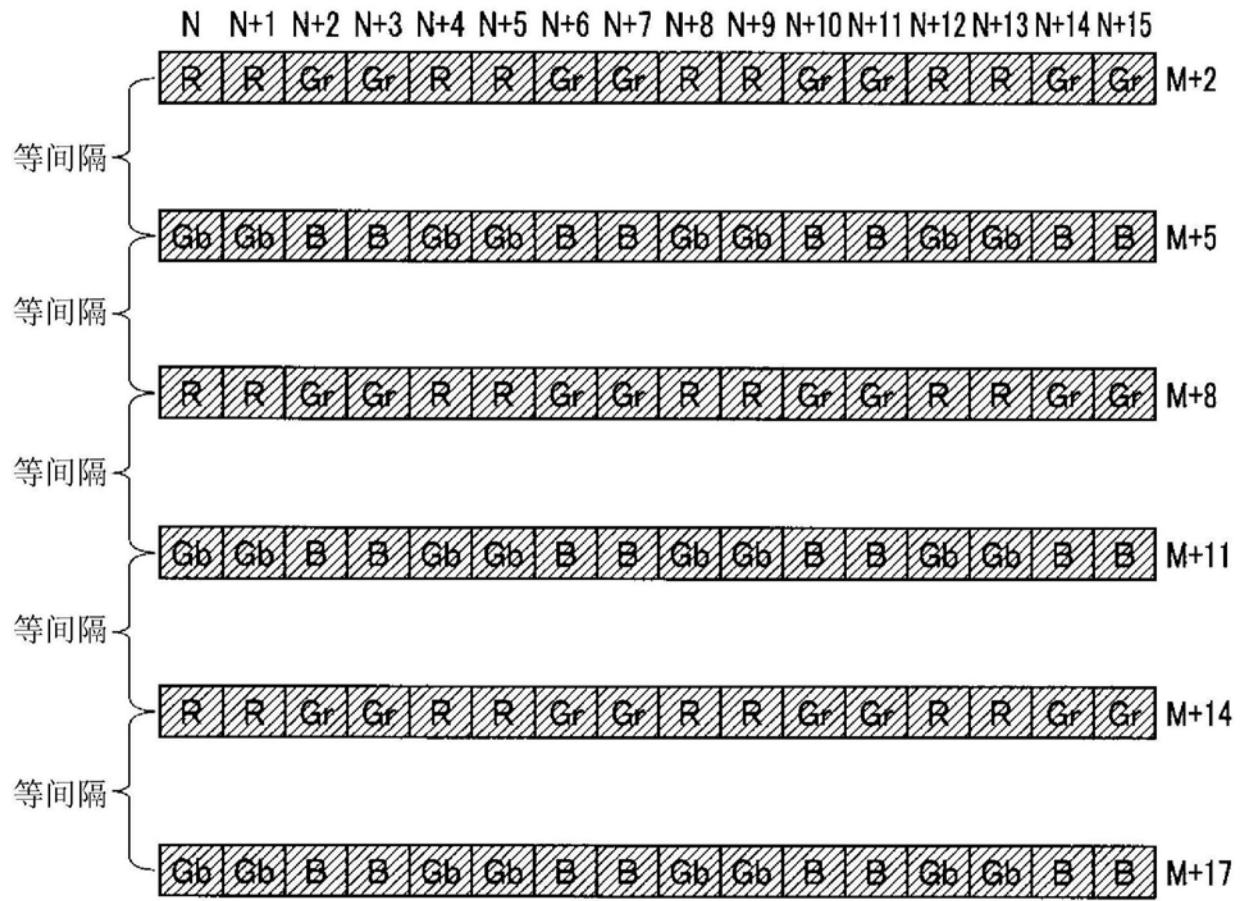 N N+1 N+2 N+3 N+4 N+5 N+6 N+7 N+8 N+9 N+10 N+11 N+12 N+13 N+14 N+15
R R Gr Gr R R Gr Gr R R Gr Gr R R Gr Gr M+2
等间隔
Gb Gb B B Gb Gb B B Gb Gb B B Gb Gb B B M+5
等间隔
R R Gr Gr R R Gr Gr R R Gr Gr R R Gr Gr M+8
等间隔
Gb Gb B B Gb Gb B B Gb Gb B B Gb Gb B B M+11
等间隔
R R Gr Gr R R Gr Gr R R Gr Gr R R Gr Gr M+14
等间隔
Gb Gb B B Gb Gb B B Gb Gb B B Gb Gb B B M+17